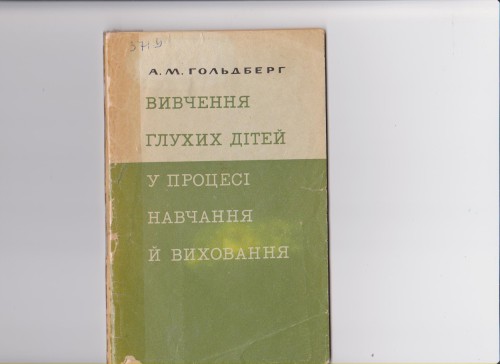 А. М. ГОЛЬДБЕРГ
ВИВЧЕННЯ
ГЛУХИХ ДІТЕЙ
У ПРОЦЕСІ
НАВЧАННЯ
Й ВИХОВАННЯ